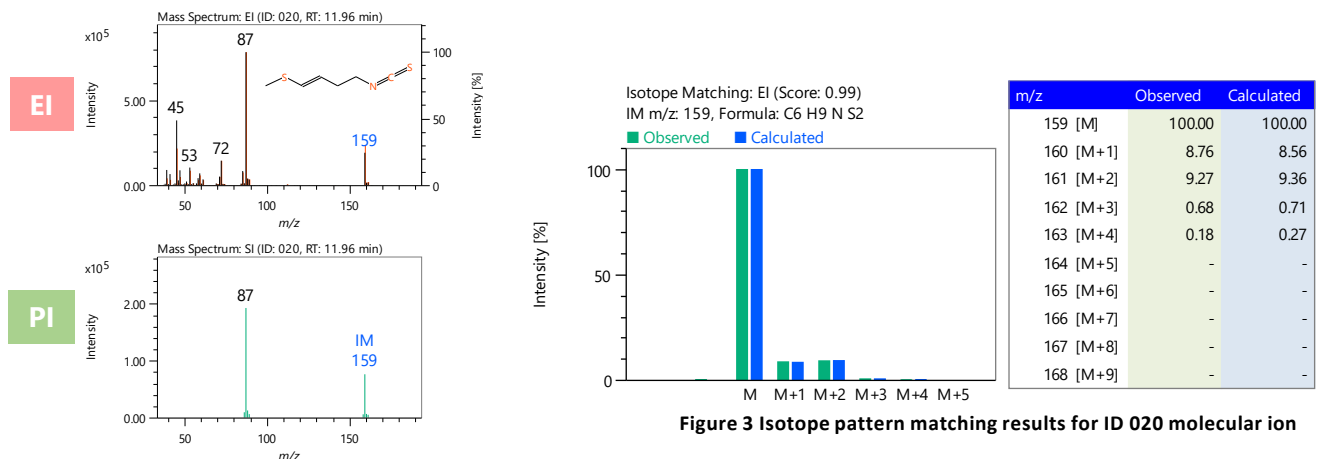 Mass Spectrum: EI (ID: 020, RT: 11.96 min)
x10⁵
EI
Intensity
5.00
0.00
87
45
53
72
159
S
N
C
S
100
50
0
Intensity [%]
50
100
150
m/z
Mass Spectrum: SI (ID: 020, RT: 11.96 min)
x10⁵
PI
Intensity
2.00
1.00
0.00
87
IM
159
50
100
150
m/z
Isotope Matching: EI (Score: 0.99)
IM m/z: 159, Formula: C6 H9 N S2
Observed Calculated
Intensity [%]
100
50
0
M M+1 M+2 M+3 M+4 M+5
m/z Observed Calculated
159 [M] 100.00 100.00
160 [M+1] 8.76 8.56
161 [M+2] 9.27 9.36
162 [M+3] 0.68 0.71
163 [M+4] 0.18 0.27
164 [M+5] - -
165 [M+6] - -
166 [M+7] - -
167 [M+8] - -
168 [M+9] - -
Figure 3 Isotope pattern matching results for ID 020 molecular ion